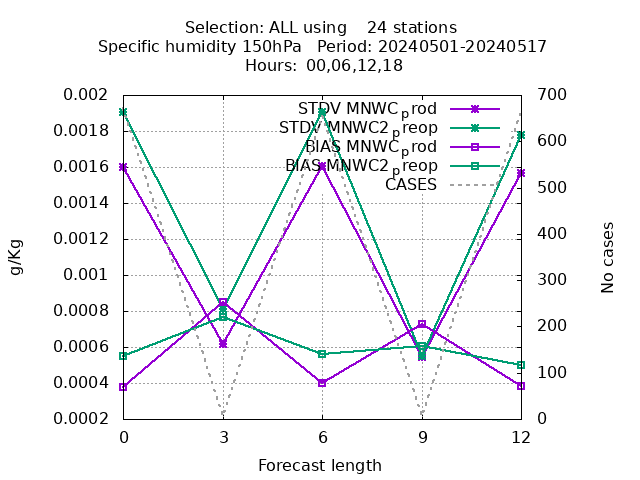 Selection: ALL using    24 stations
Specific humidity 150hPa   Period: 20240501-20240517
Hours: 00,06,12,18
g/Kg
No cases
0.002
0.0018
0.0016
0.0014
0.0012
0.001
0.0008
0.0006
0.0004
0.0002
700
600
500
400
300
200
100
0
STDV MNWC_prod
STDV MNWC2_preop
BIAS MNWC_prod
BIAS MNWC2_preop
CASES
0 3 6 9 12
Forecast length